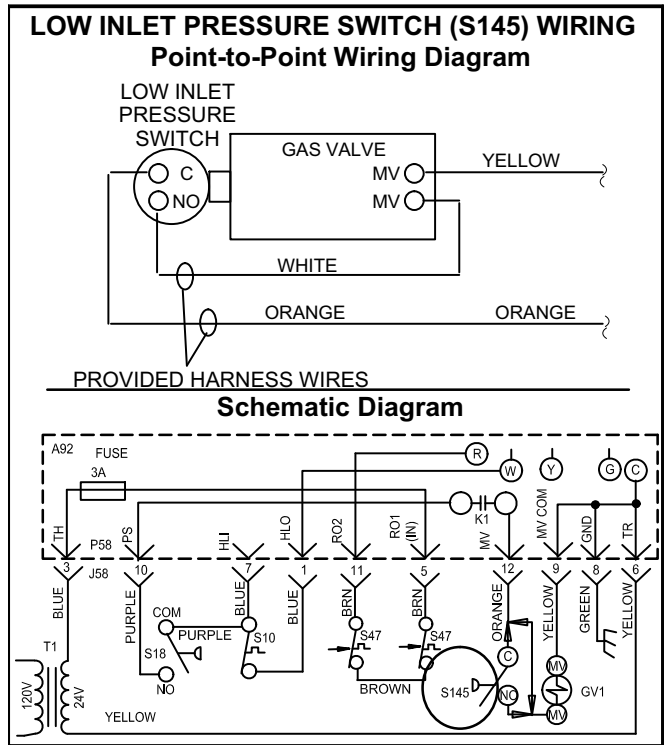 LOW INLET PRESSURE SWITCH (S145) WIRING
Point-to-Point Wiring Diagram
LOW INLET
PRESSURE
SWITCH
GAS VALVE
C
NO
MV
MV
YELLOW
WHITE
ORANGE
ORANGE
PROVIDED HARNESS WIRES
Schematic Diagram
A92
FUSE
3A
R
W
Y
G
C
K1
TH
P58
PS
HLI
HLO
RO2
RO1
(IN)
MV
MV COM
GND
TR
3
J58
10
7
1
11
5
12
9
8
6
BLUE
PURPLE
BLUE
BLUE
BRN
BRN
ORANGE
YELLOW
GREEN
YELLOW
COM
PURPLE
S18
NO
S10
S47
S47
BROWN
S145
C
NO
MV
MV
GV1
T1
120V
24V
YELLOW